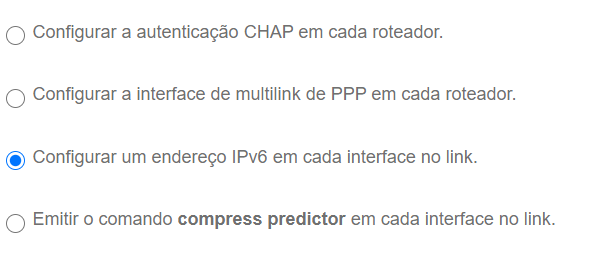 Configurar a autenticação CHAP em cada roteador.
Configurar a interface de multilink de PPP em cada roteador.
Configurar um endereço IPv6 em cada interface no link.
Emitir o comando compress predictor em cada interface no link.